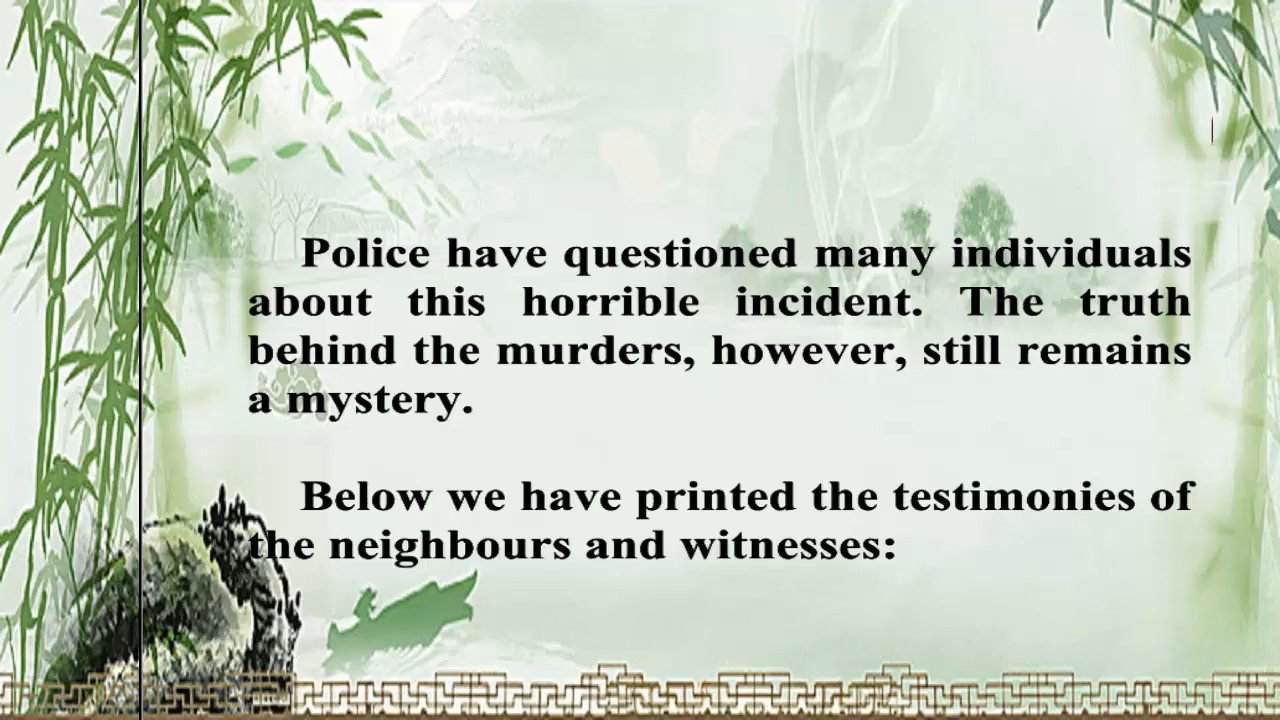 Police have questioned many individuals
about this horrible incident. The truth
behind the murders, however, still remains
a mystery.
Below we have printed the testimonies of
the neighbours and witnesses: